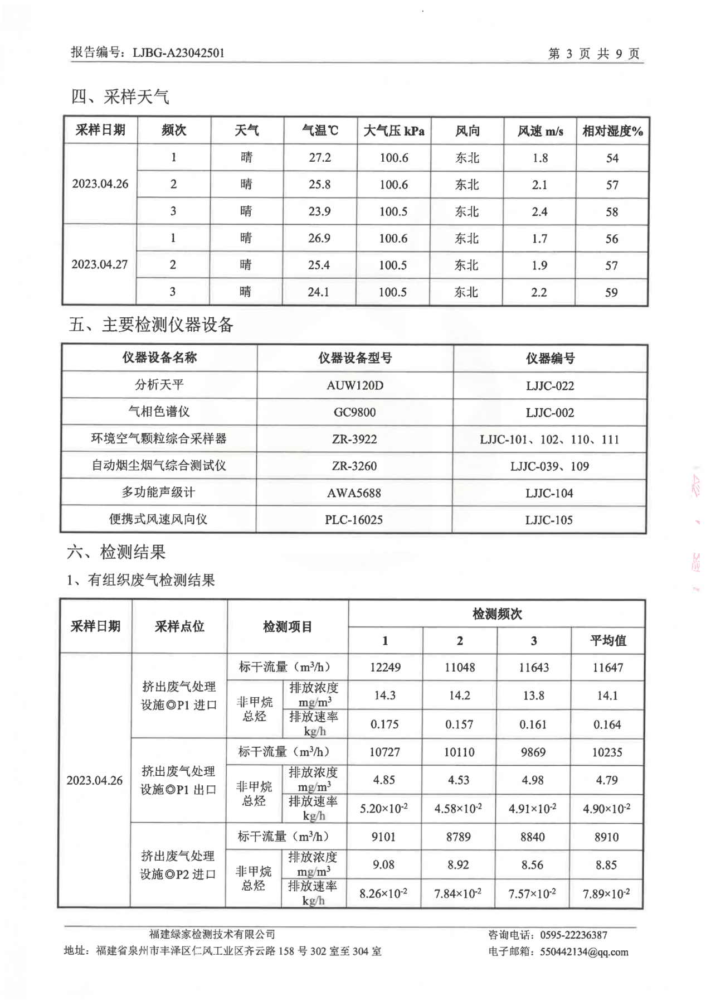 报告编号：LJBG-A23042501 第 3 页 共 9 页
四、采样天气
采样日期 频次 天气 气温℃ 大气压 kPa 风向 风速 m/s 相对湿度%
2023.04.26 1 晴 27.2 100.6 东北 1.8 54
2 晴 25.8 100.6 东北 2.1 57
3 晴 23.9 100.5 东北 2.4 58
2023.04.27 1 晴 26.9 100.6 东北 1.7 56
2 晴 25.4 100.5 东北 1.9 57
3 晴 24.1 100.5 东北 2.2 59
五、主要检测仪器设备
仪器设备名称 仪器设备型号 仪器编号
分析天平 AUW120D LJJC-022
气相色谱仪 GC9800 LJJC-002
环境空气颗粒综合采样器 ZR-3922 LJJC-101、102、110、111
自动烟尘烟气综合测试仪 ZR-3260 LJJC-039、109
多功能声级计 AWA5688 LJJC-104
便携式风速风向仪 PLC-16025 LJJC-105
六、检测结果
1、有组织废气检测结果
采样日期 采样点位 检测项目 检测频次
1 2 3 平均值
2023.04.26
挤出废气处理
设施◎P1 进口
标干流量（m³/h） 12249 11048 11643 11647
非甲烷
总烃
排放浓度
mg/m³ 14.3 14.2 13.8 14.1
排放速率
kg/h 0.175 0.157 0.161 0.164
挤出废气处理
设施◎P1 出口
标干流量（m³/h） 10727 10110 9869 10235
非甲烷
总烃
排放浓度
mg/m³ 4.85 4.53 4.98 4.79
排放速率
kg/h 5.20×10⁻² 4.58×10⁻² 4.91×10⁻² 4.90×10⁻²
挤出废气处理
设施◎P2 进口
标干流量（m³/h） 9101 8789 8840 8910
非甲烷
总烃
排放浓度
mg/m³ 9.08 8.92 8.56 8.85
排放速率
kg/h 8.26×10⁻² 7.84×10⁻² 7.57×10⁻² 7.89×10⁻²
福建绿家检测技术有限公司 咨询电话：0595-22236387
地址：福建省泉州市丰泽区仁风工业区齐云路 158 号 302 室至 304 室 电子邮箱：550442134@qq.com